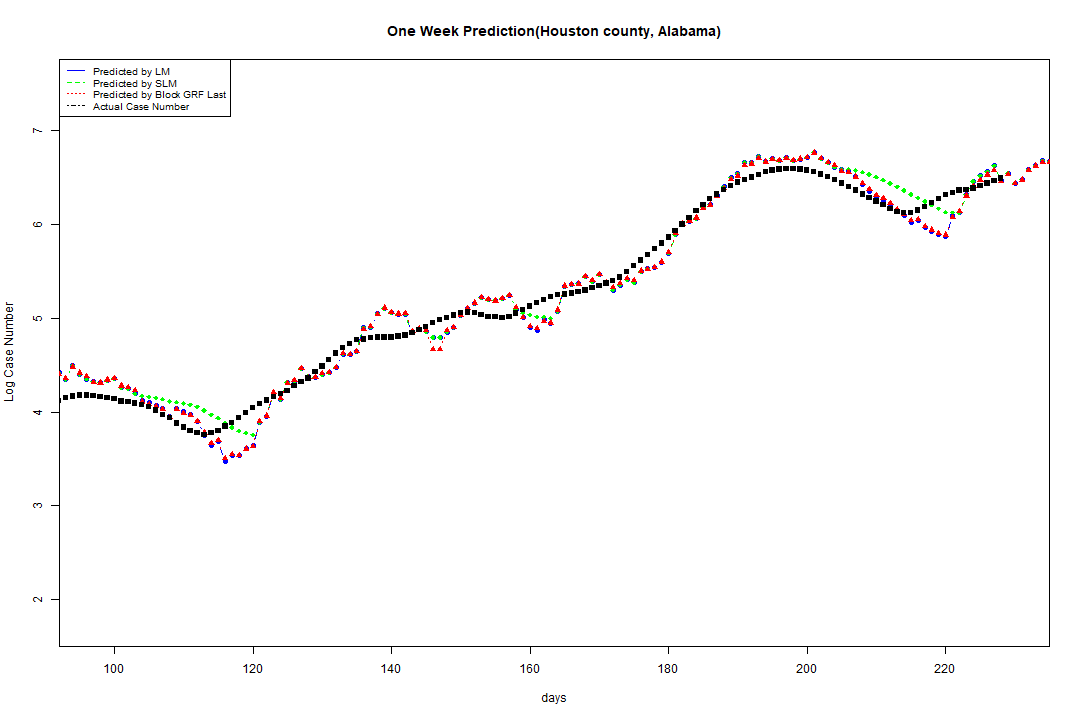 One Week Prediction(Houston county, Alabama)
Predicted by LM
Predicted by SLM
Predicted by Block GRF Last
Actual Case Number
7
6
5
4
3
2
Log Case Number
100 120 140 160 180 200 220
days